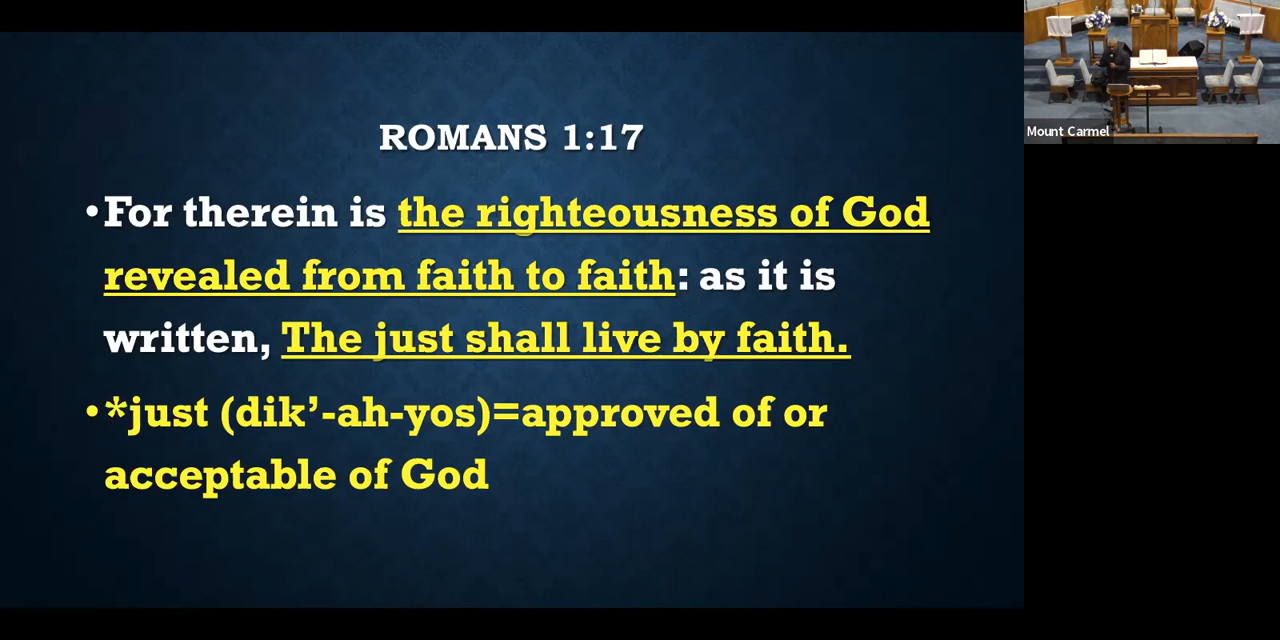 ROMANS 1:17
•For therein is the righteousness of God
revealed from faith to faith: as it is
written, The just shall live by faith.
•*just (dik’-ah-yos)=approved of or
acceptable of God
Mount Carmel